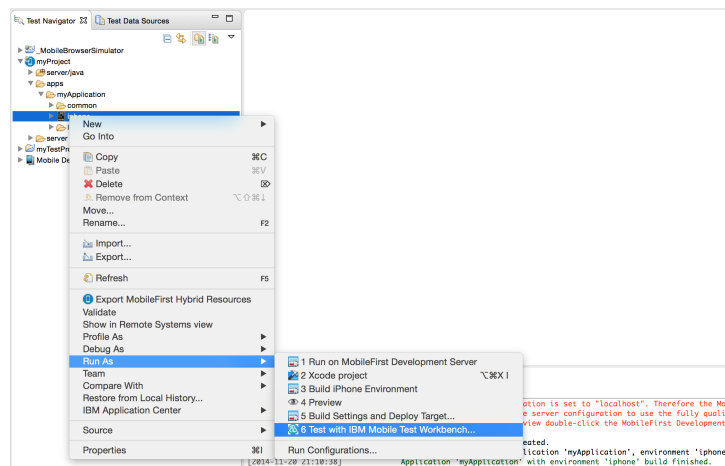 Test Navigator
Test Data Sources
_MobileBrowserSimulator
myProject
server/java
apps
myApplication
common
server
myTestPr
Mobile De
New
Go Into
Copy ⌘C
Paste ⌘V
Delete ⌦
Remove from Context ⌥⇧⌘↓
Move...
Rename... F2
Import...
Export...
Refresh F5
Export MobileFirst Hybrid Resources
Validate
Show in Remote Systems view
Profile As
Debug As
Run As
Team
Compare With
Restore from Local History...
IBM Application Center
Source
Properties ⌘I
1 Run on MobileFirst Development Server
2 Xcode project ⌥⌘X I
3 Build iPhone Environment
4 Preview
5 Build Settings and Deploy Target...
6 Test with IBM Mobile Test Workbench...
Run Configurations...
ation is set to "localhost". Therefore the Mo
e server configuration to use the fully quali
view double-click the MobileFirst Development
eated.
lication 'myApplication', environment 'iphone
[2014-11-20 21:10:38] Application 'myApplication' with environment 'iphone' build finished.